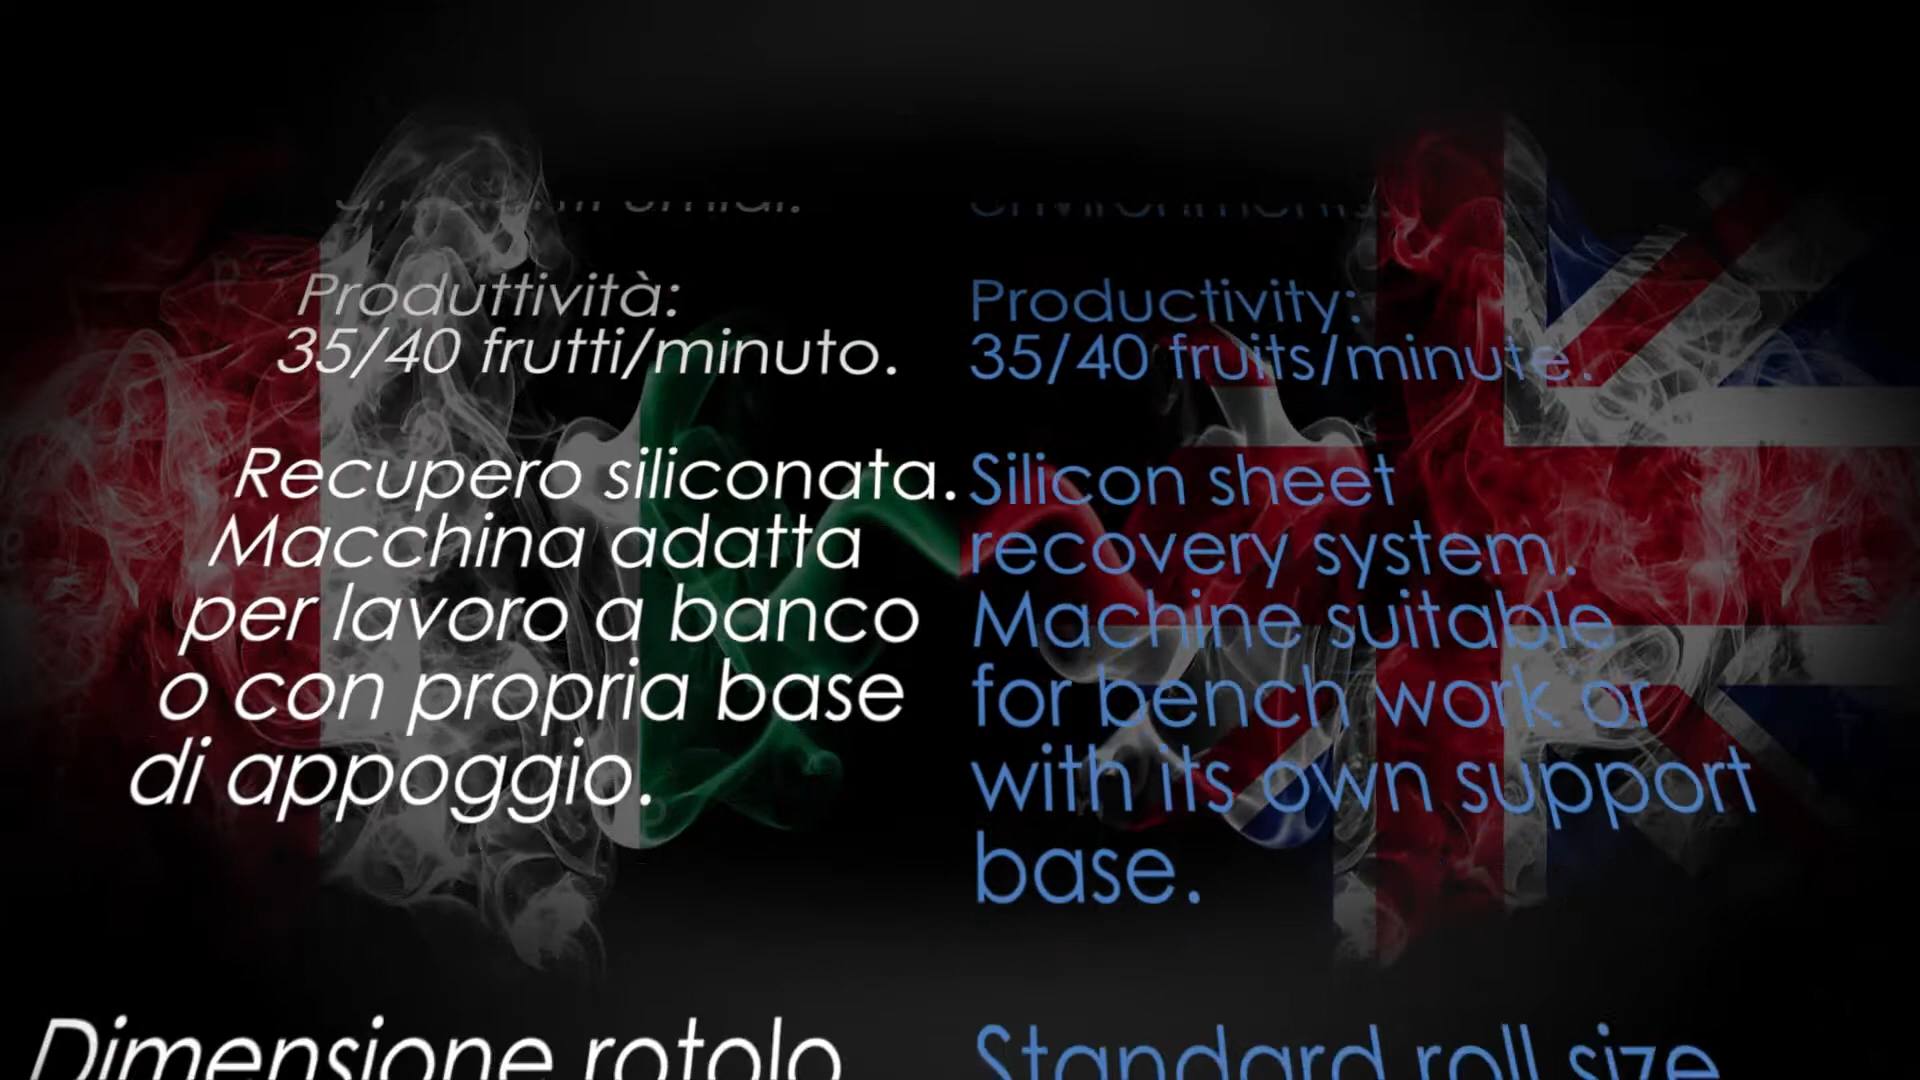 Produttività:
35/40 frutti/minuto.
Recupero siliconata.
Macchina adatta
per lavoro a banco
o con propria base
di appoggio.
Dimensione rotolo
environments.
Productivity:
35/40 fruits/minute.
Silicon sheet
recovery system.
Machine suitable
for bench work or
with its own support
base.
Standard roll size